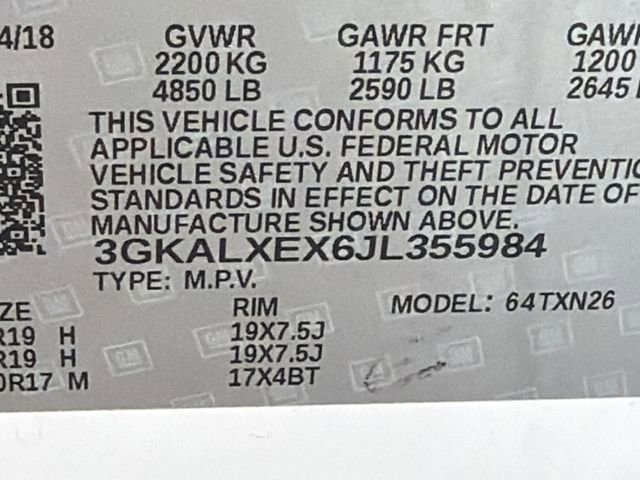 4/18 GVWR GAWR FRT GAWR
2200 KG 1175 KG 1200
4850 LB 2590 LB 2645
THIS VEHICLE CONFORMS TO ALL
APPLICABLE U.S. FEDERAL MOTOR
VEHICLE SAFETY AND THEFT PREVENTIO
STANDARDS IN EFFECT ON THE DATE OF
MANUFACTURE SHOWN ABOVE.
3GKALXEX6JL355984
TYPE: M.P.V.
ZE RIM MODEL: 64TXN26
R19 H 19X7.5J
R19 H 19X7.5J
0R17 M 17X4BT